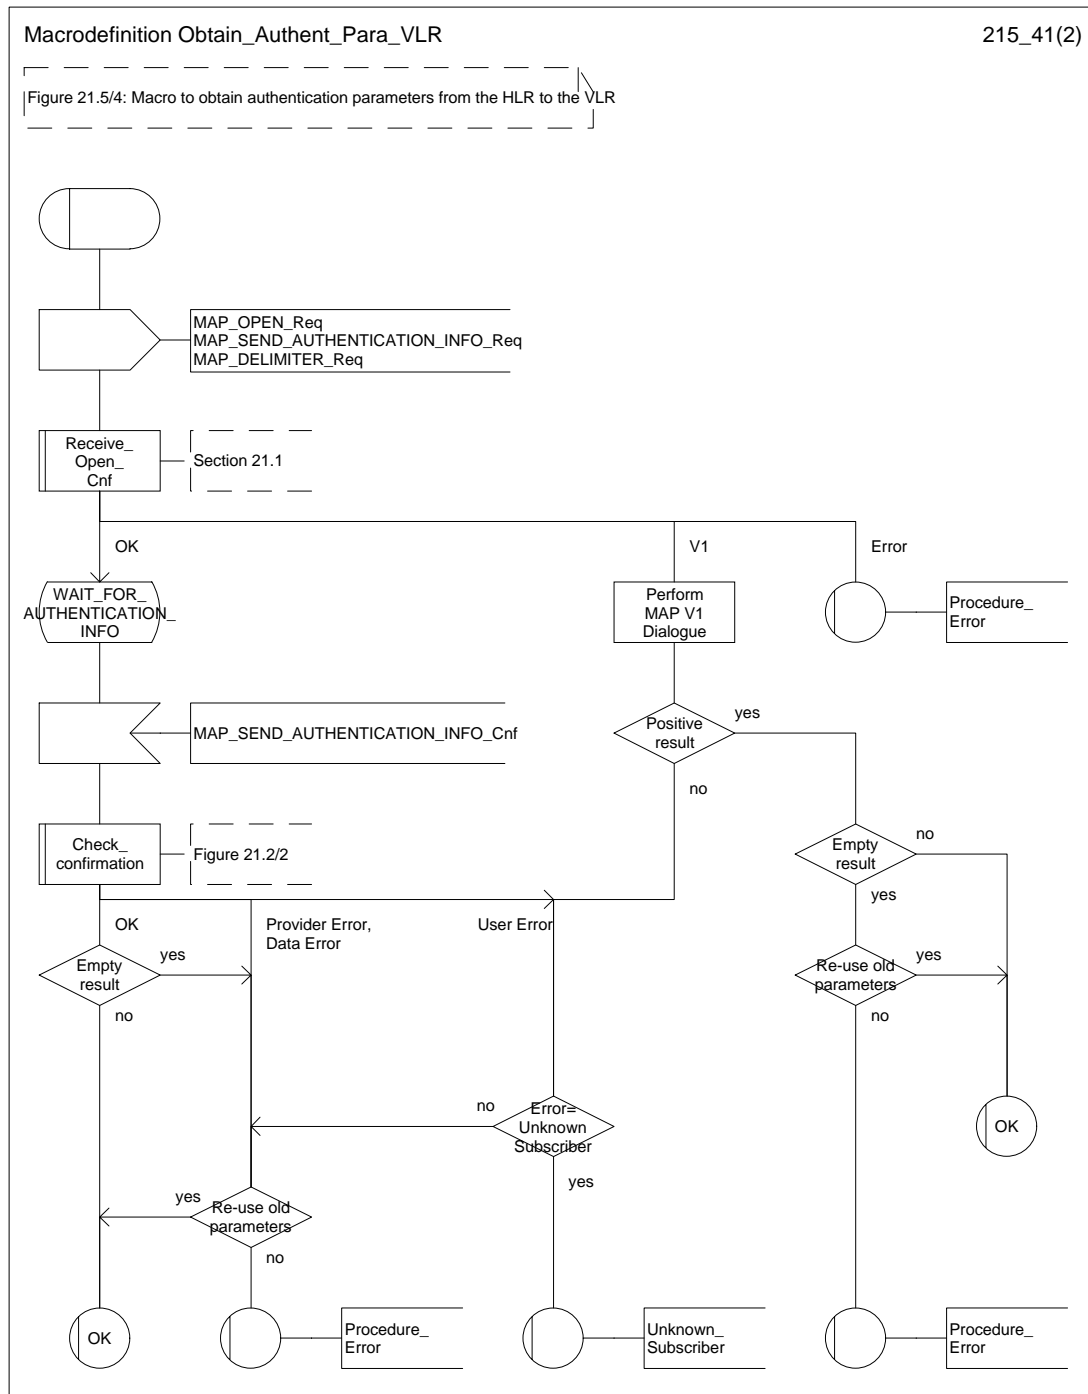 Macrodefinition Obtain_Authent_Para_VLR
215_41(2)
Figure 21.5/4: Macro to obtain authentication parameters from the HLR to the VLR
MAP_OPEN_Req
MAP_SEND_AUTHENTICATION_INFO_Req
MAP_DELIMITER_Req
Receive_
Open_
Cnf
Section 21.1
OK
V1
Error
WAIT_FOR_
AUTHENTICATION_
INFO
Perform
MAP V1
Dialogue
Procedure_
Error
MAP_SEND_AUTHENTICATION_INFO_Cnf
Positive
result
yes
no
Check_
confirmation
Figure 21.2/2
Empty
result
no
yes
OK
Provider Error,
Data Error
User Error
Empty
result
yes
no
Re-use old
parameters
yes
no
Error=
Unknown
Subscriber
no
yes
OK
Re-use old
parameters
yes
no
OK
Procedure_
Error
Unknown_
Subscriber
Procedure_
Error